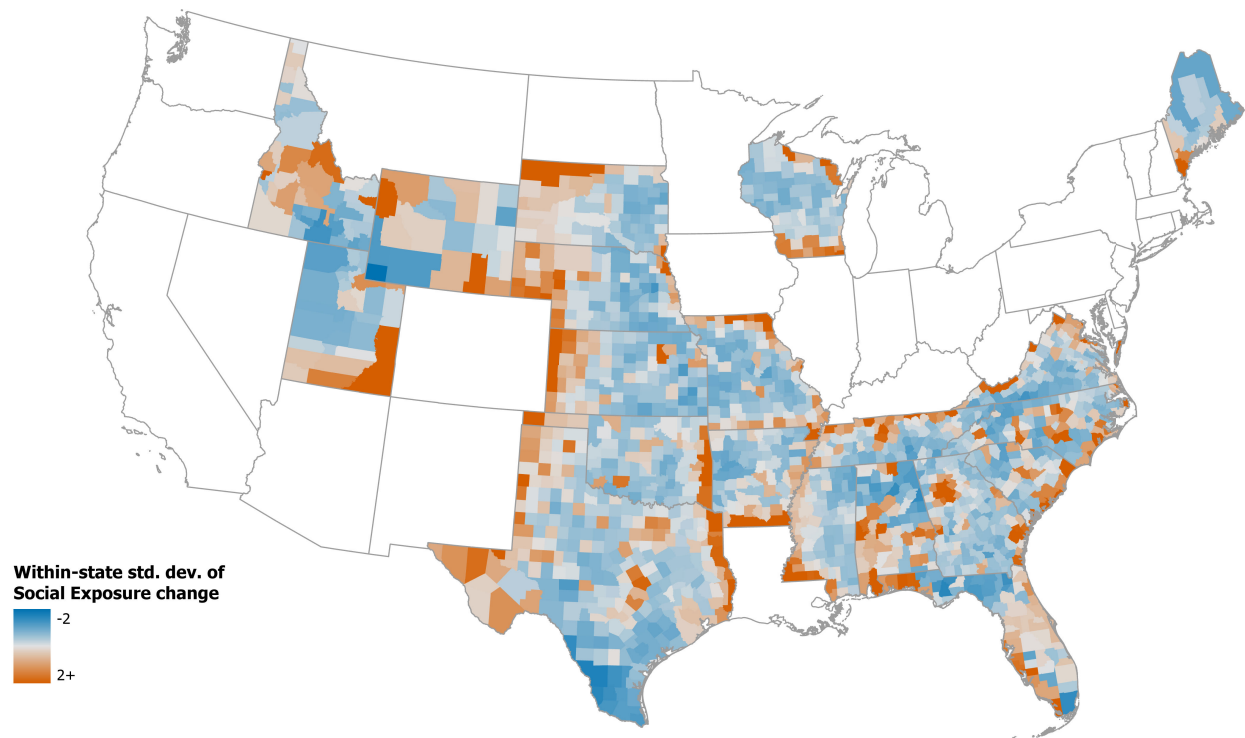 Within-state std. dev. of
Social Exposure change
-2
2+